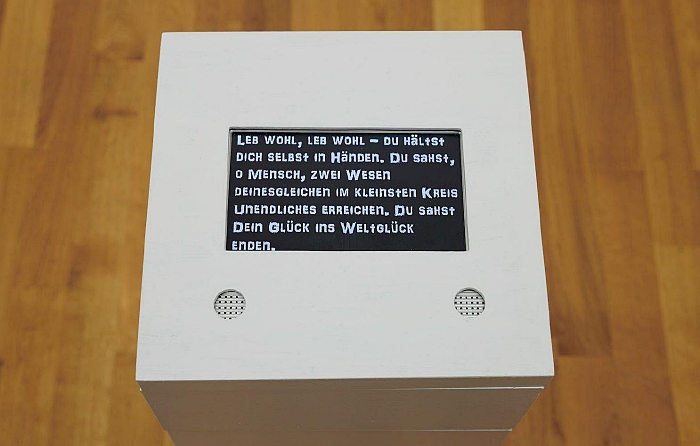 Leb wohl, leb wohl – du hältst
dich selbst in Händen. Du sahst,
o Mensch, zwei Wesen
deinesgleichen im kleinsten Kreis
Unendliches erreichen. Du sahst
Dein Glück ins Weltglück
enden.